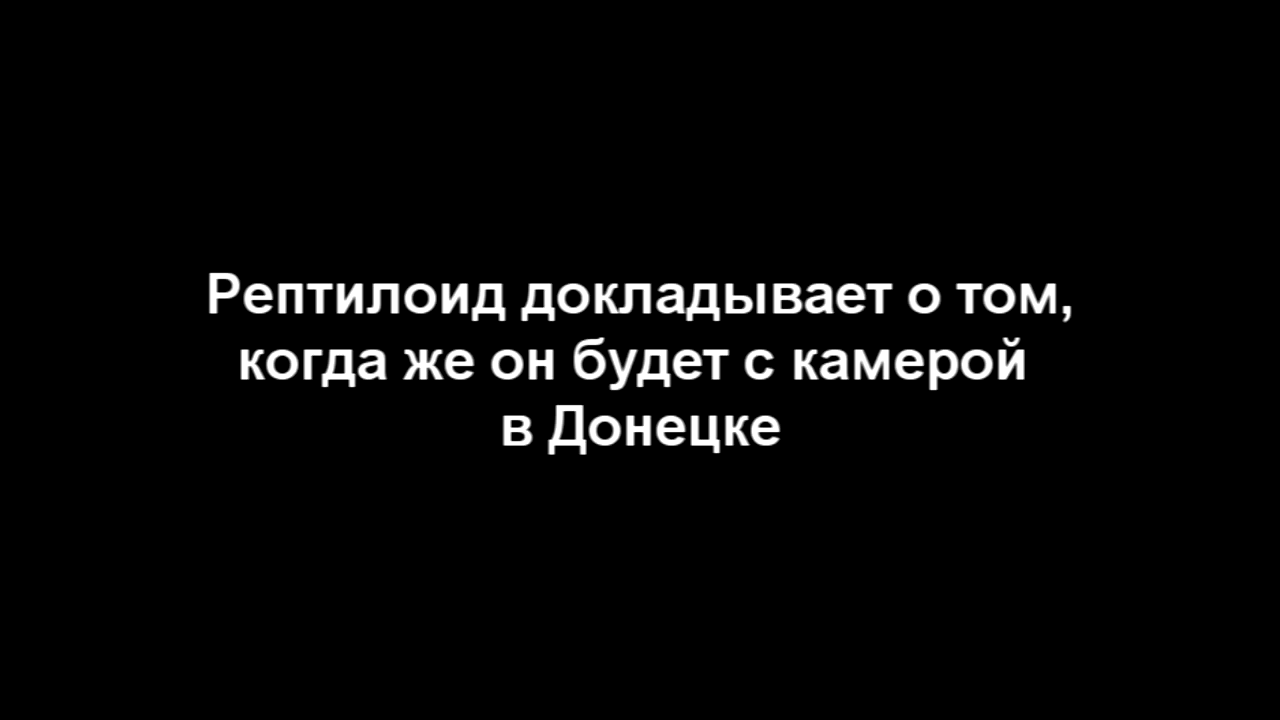 Рептилоид докладывает о том,
когда же он будет с камерой
в Донецке